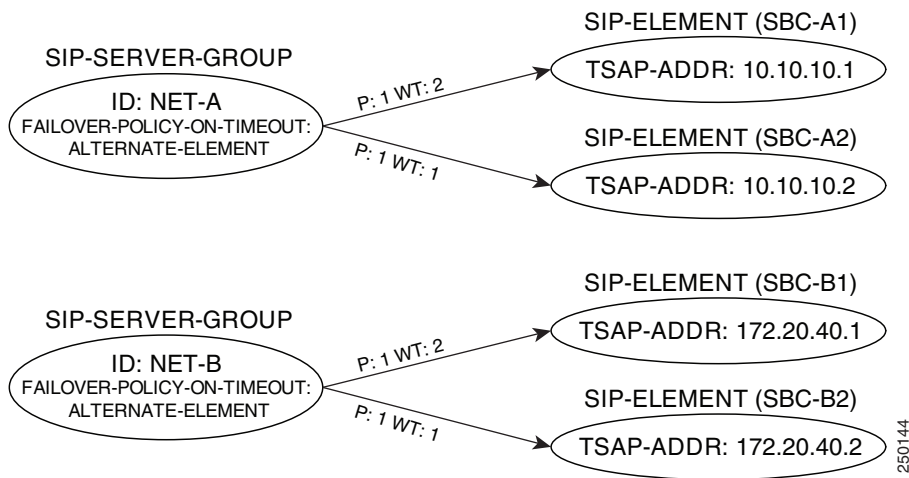 SIP-ELEMENT (SBC-A1)
SIP-SERVER-GROUP
TSAP-ADDR: 10.10.10.1
ID: NET-A
FAILOVER-POLICY-ON-TIMEOUT:
ALTERNATE-ELEMENT
P: 1 WT: 2
P: 1 WT: 1
SIP-ELEMENT (SBC-A2)
TSAP-ADDR: 10.10.10.2
SIP-ELEMENT (SBC-B1)
SIP-SERVER-GROUP
TSAP-ADDR: 172.20.40.1
ID: NET-B
FAILOVER-POLICY-ON-TIMEOUT:
ALTERNATE-ELEMENT
P: 1 WT: 2
P: 1 WT: 1
SIP-ELEMENT (SBC-B2)
TSAP-ADDR: 172.20.40.2
250144